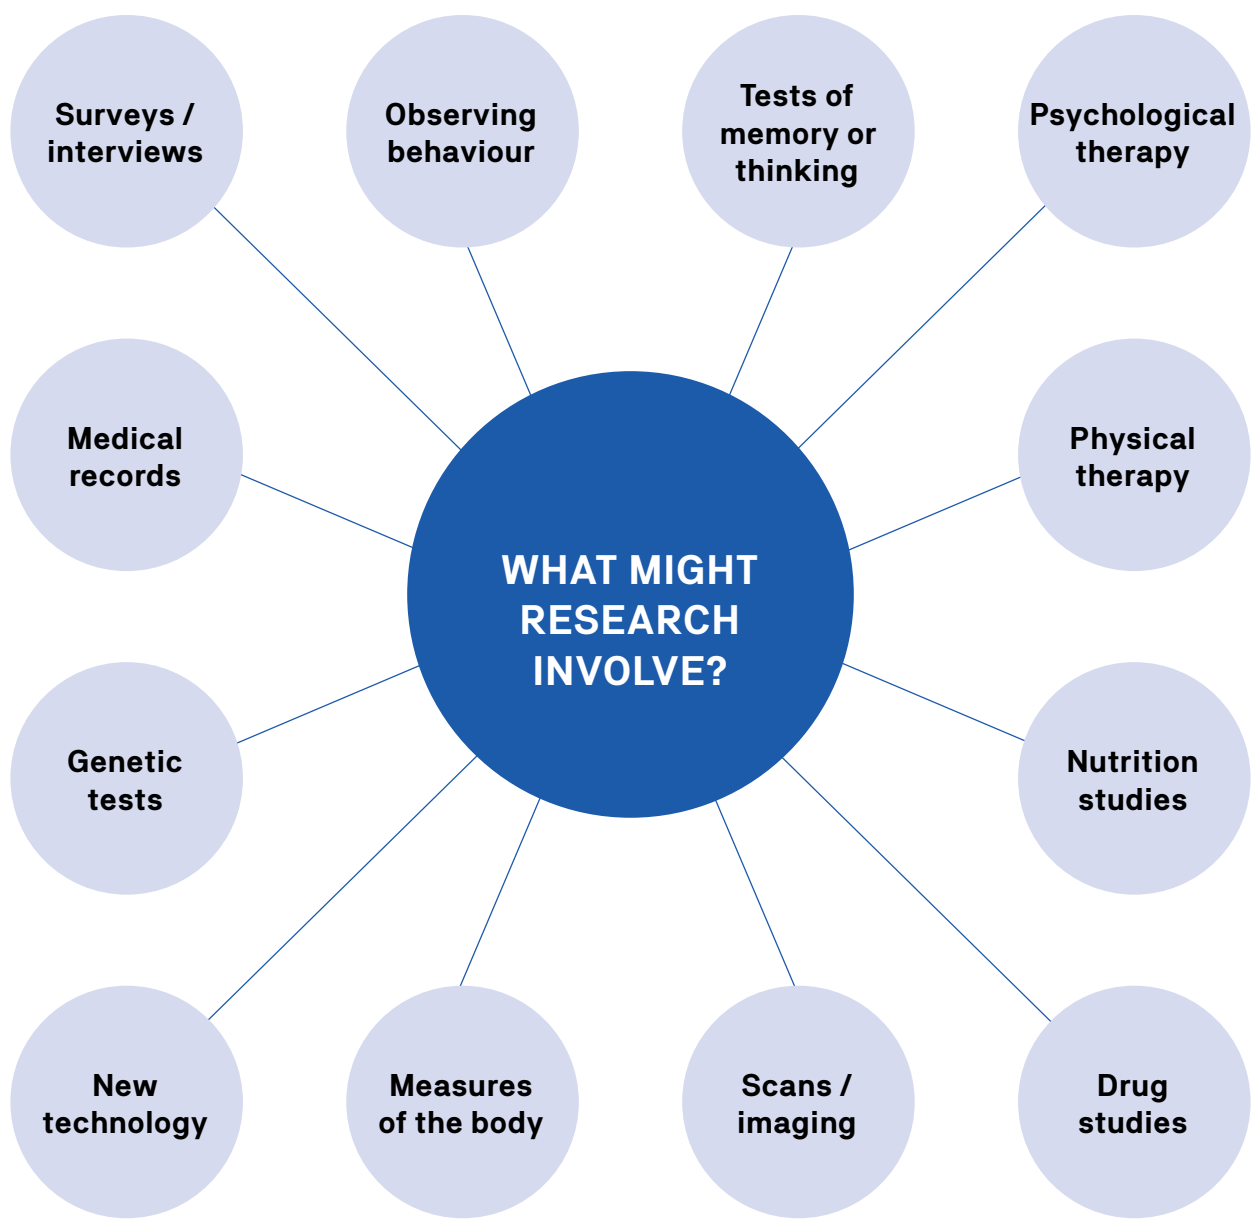 Surveys /
interviews
Observing
behaviour
Tests of
memory or
thinking
Psychological
therapy
Medical
records
Physical
therapy
WHAT MIGHT
RESEARCH
INVOLVE?
Genetic
tests
Nutrition
studies
New
technology
Measures
of the body
Scans /
imaging
Drug
studies